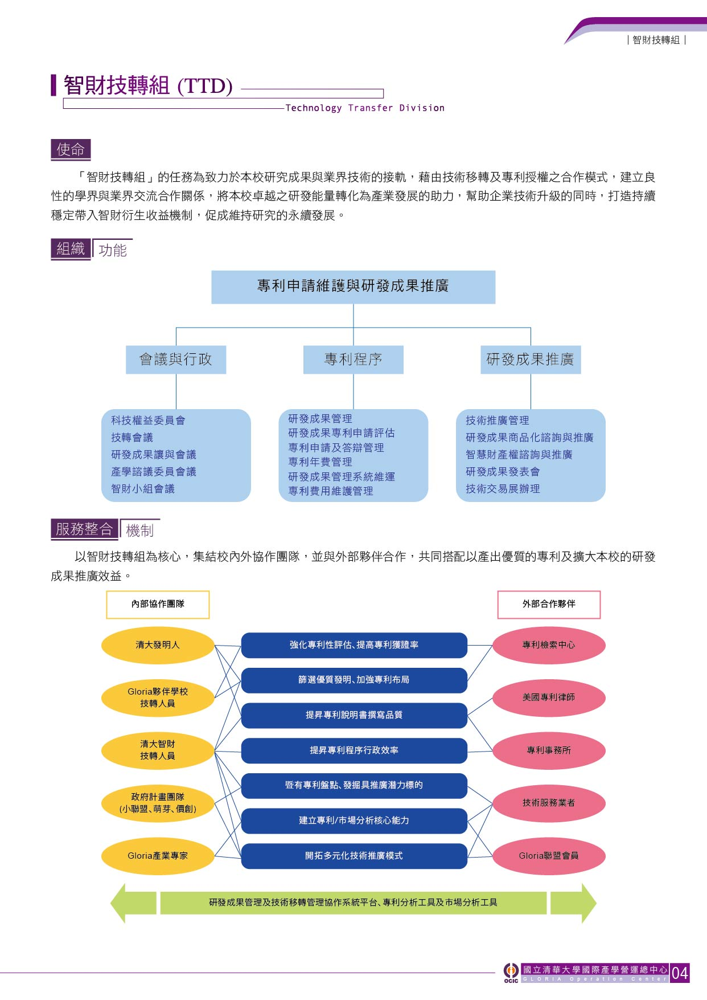 |智財技轉組|
智財技轉組 (TTD)
Technology Transfer Division
使命
「智財技轉組」的任務為致力於本校研究成果與業界技術的接軌，藉由技術移轉及專利授權之合作模式，建立良
性的學界與業界交流合作關係，將本校卓越之研發能量轉化為產業發展的助力，幫助企業技術升級的同時，打造持續
穩定帶入智財衍生收益機制，促成維持研究的永續發展。
組織 功能
專利申請維護與研發成果推廣
會議與行政
專利程序
研發成果推廣
科技權益委員會
技轉會議
研發成果讓與會議
產學諮議委員會議
智財小組會議
研發成果管理
研發成果專利申請評估
專利申請及答辯管理
專利年費管理
研發成果管理系統維運
專利費用維護管理
技術推廣管理
研發成果商品化諮詢與推廣
智慧財產權諮詢與推廣
研發成果發表會
技術交易展辦理
服務整合 機制
以智財技轉組為核心，集結校內外協作團隊，並與外部夥伴合作，共同搭配以產出優質的專利及擴大本校的研發
成果推廣效益。
內部協作團隊
外部合作夥伴
清大發明人
Gloria夥伴學校
技轉人員
清大智財
技轉人員
政府計畫團隊
(小聯盟、萌芽、價創)
Gloria產業專家
強化專利性評估、提高專利獲證率
篩選優質發明、加強專利布局
提昇專利說明書撰寫品質
提昇專利程序行政效率
暨有專利盤點、發掘具推廣潛力標的
建立專利/市場分析核心能力
開拓多元化技術推廣模式
專利檢索中心
美國專利律師
專利事務所
技術服務業者
Gloria聯盟會員
研發成果管理及技術移轉管理協作系統平台、專利分析工具及市場分析工具
OCIC
國立清華大學國際產學營運總中心
GLORIA Operation Center
04